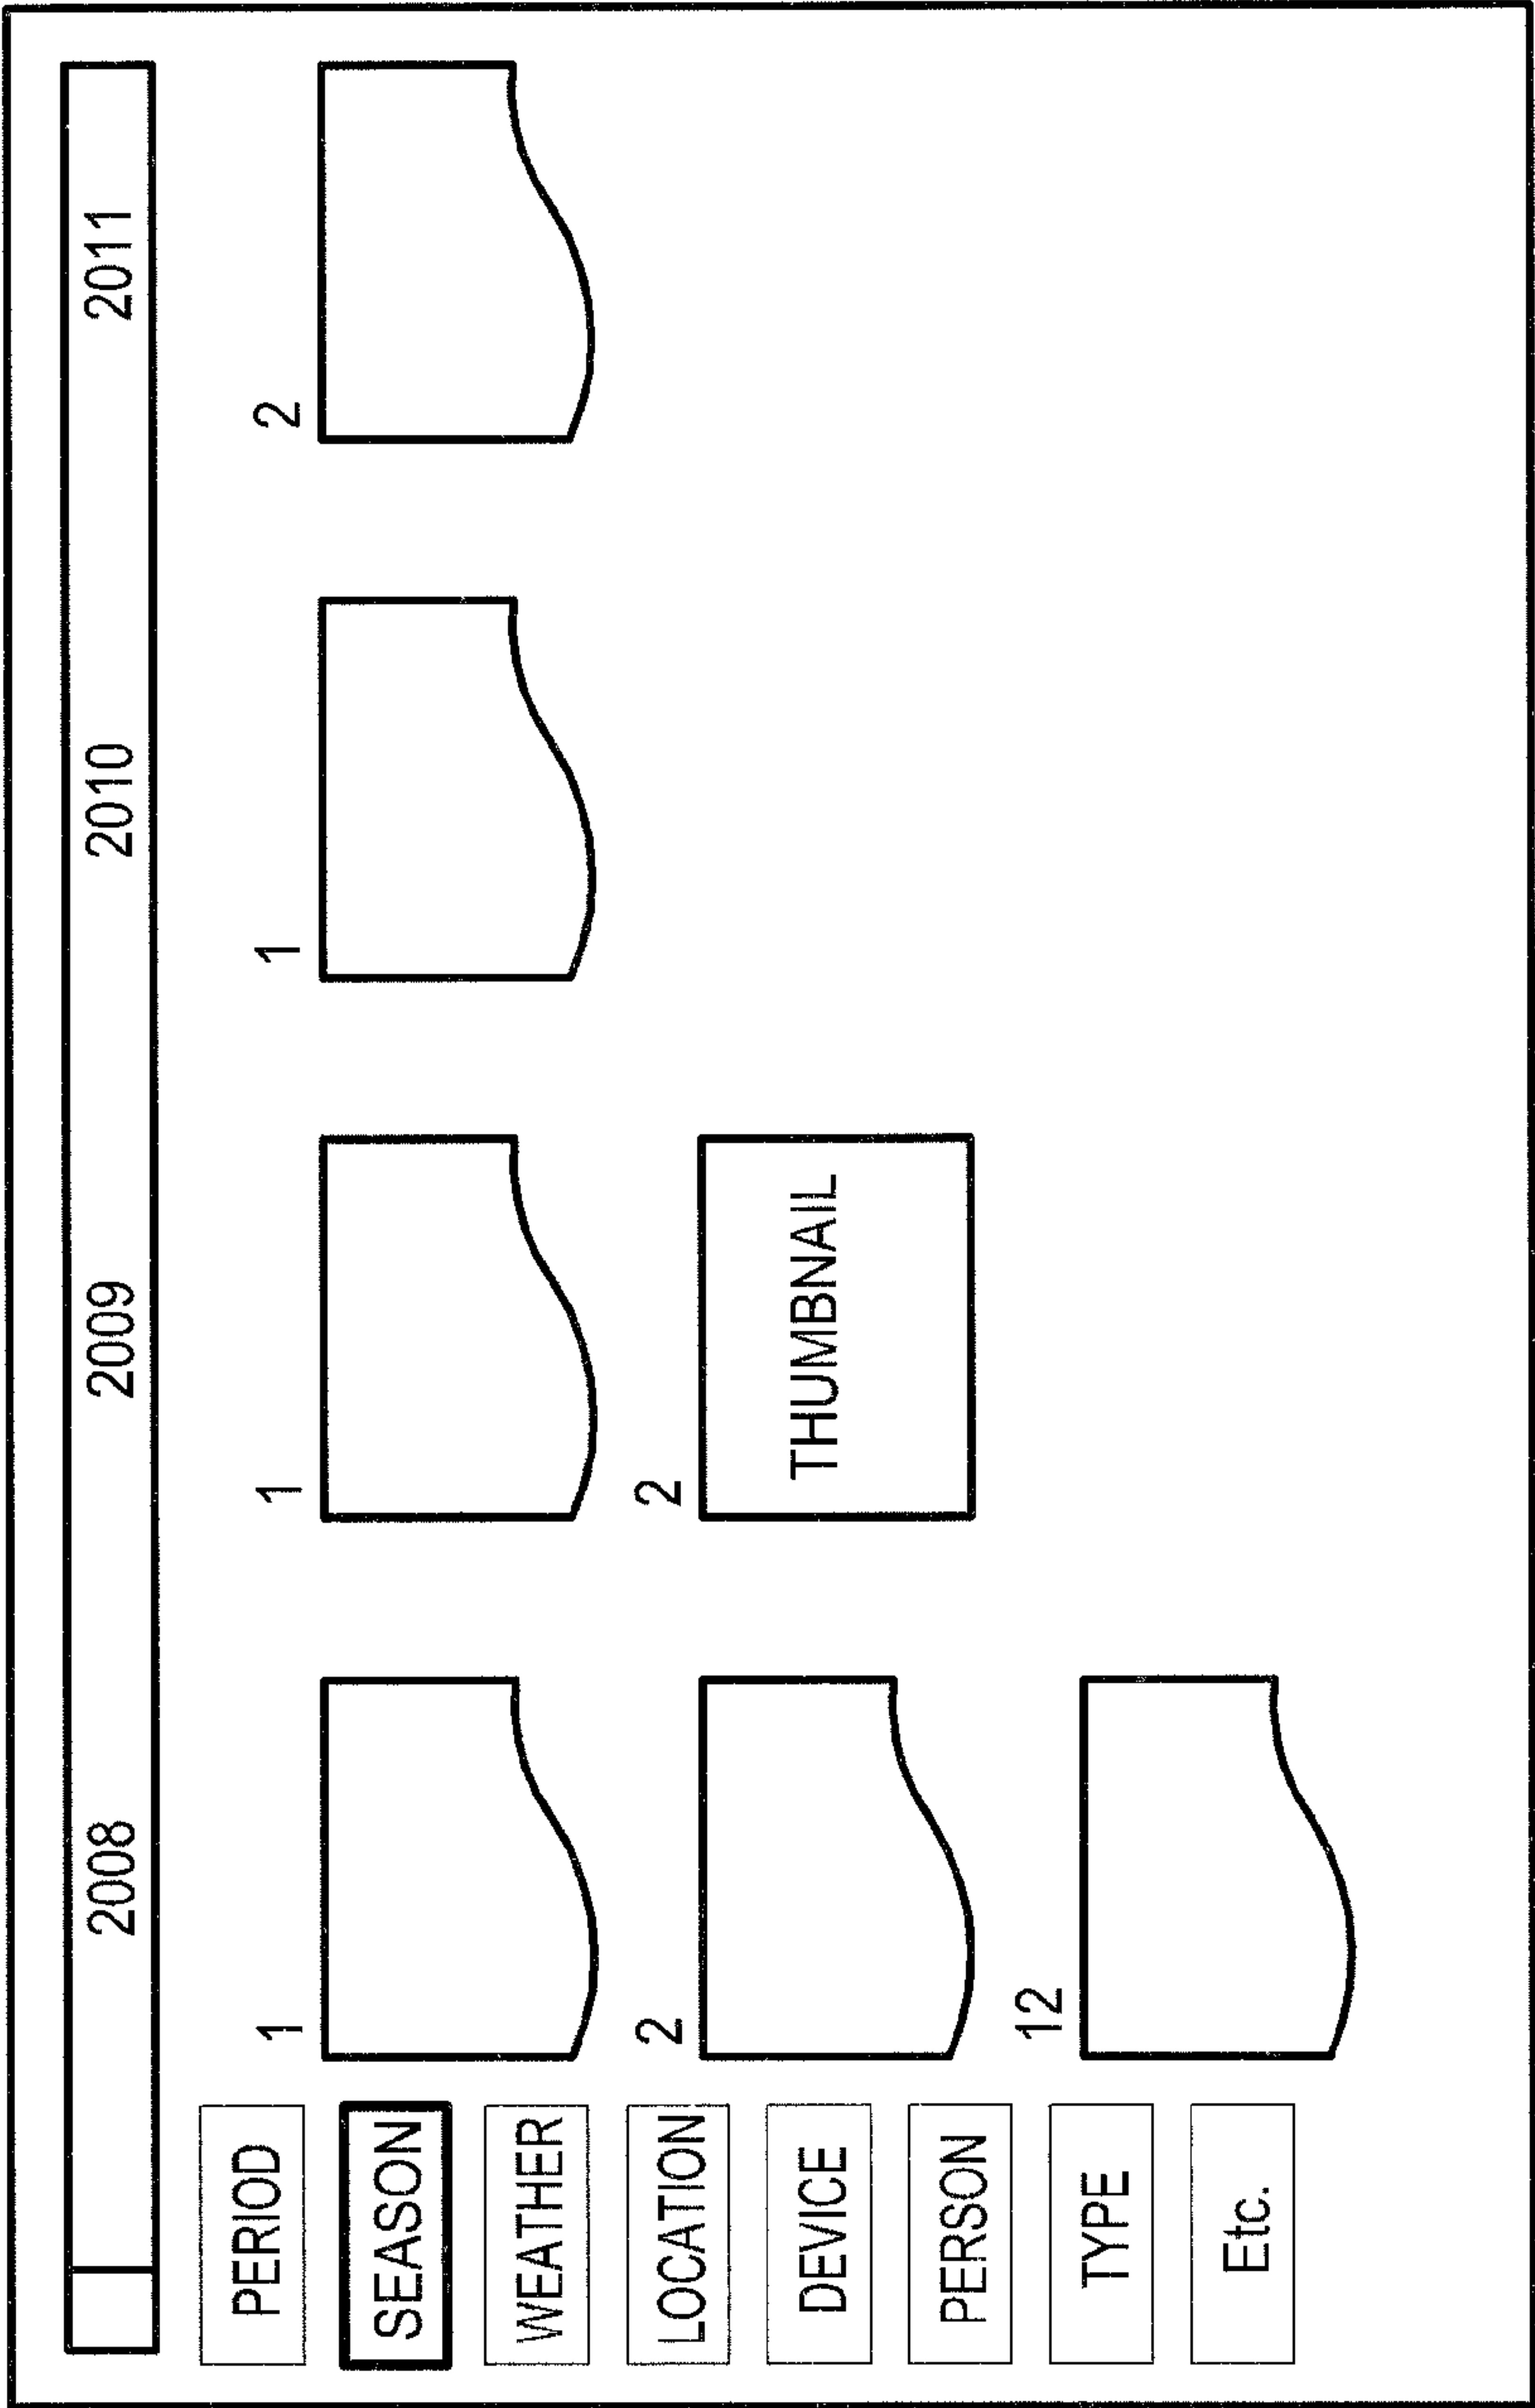 2008 2009 2010 2011
PERIOD
1 1 1 2
SEASON
WEATHER
LOCATION
2 2
THUMBNAIL
DEVICE
PERSON
12
TYPE
Etc.